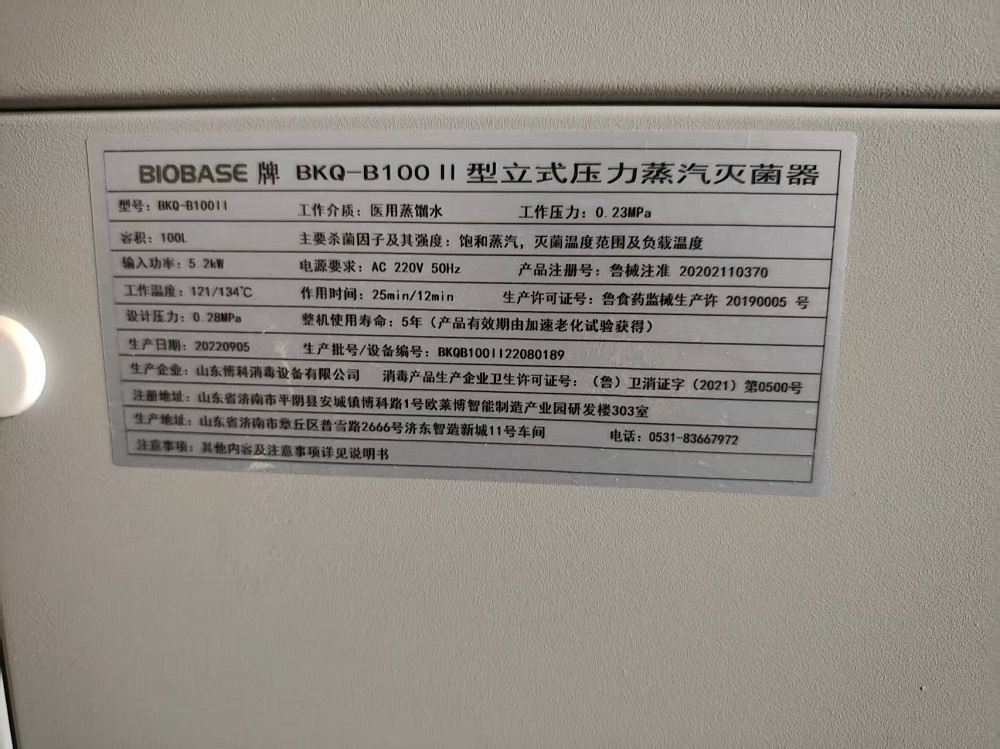 BIOBASE 牌 BKQ-B100II 型立式压力蒸汽灭菌器
型号：BKQ-B100II 工作介质：医用蒸馏水 工作压力：0.23MPa
容积：100L 主要杀菌因子及其强度：饱和蒸汽，灭菌温度范围及负载温度
输入功率：5.2kW 电源要求：AC 220V 50Hz 产品注册号：鲁械注准 20202110370
工作温度：121/134℃ 作用时间：25min/12min 生产许可证号：鲁食药监械生产许 20190005 号
设计压力：0.28MPa 整机使用寿命：5年（产品有效期由加速老化试验获得）
生产日期：20220905 生产批号/设备编号：BKQB100II22080189
生产企业：山东博科消毒设备有限公司 消毒产品生产企业卫生许可证号：（鲁）卫消证字（2021）第0500号
注册地址：山东省济南市平阴县安城镇博科路1号欧莱博智能制造产业园研发楼303室
生产地址：山东省济南市章丘区普雪路2666号济东智造新城11号车间 电话：0531-83667972
注意事项：其他内容及注意事项详见说明书